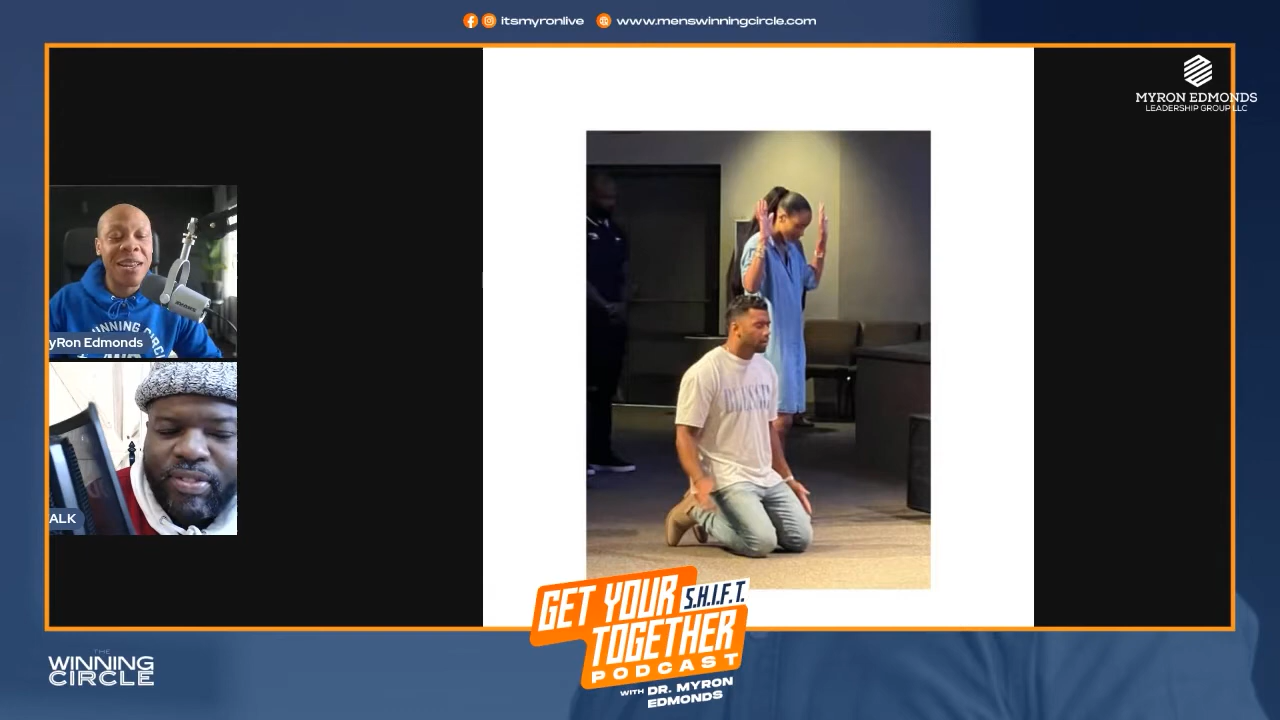 itsmyronlive www.menswinningcircle.com
MYRON EDMONDS
LEADERSHIP GROUP LLC
yRon Edmonds
ALK
BLESSED
GET YOUR S.H.I.F.T.
TOGETHER
PODCAST
WITH DR. MYRON
EDMONDS
THE
WINNING
CIRCLE